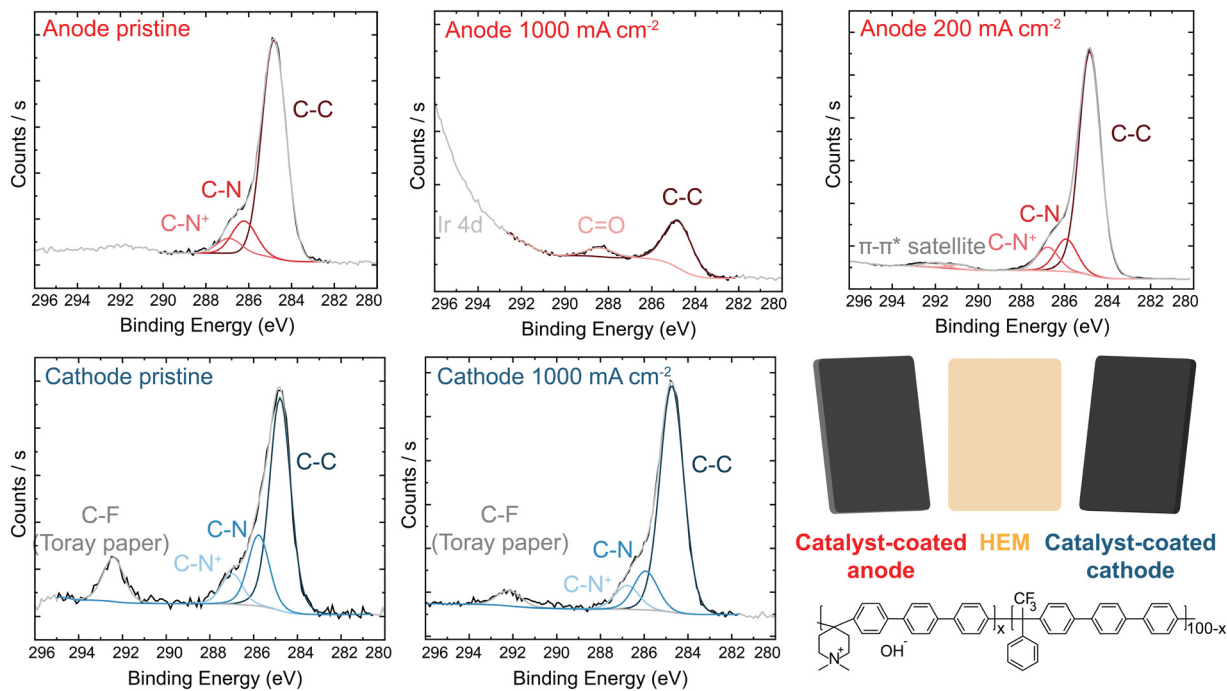 Anode pristine
C-C
C-N
C-N⁺
Counts / s
296 294 292 290 288 286 284 282 280
Binding Energy (eV)
Anode 1000 mA cm⁻²
Ir 4d
C=O
C-C
Counts / s
296 294 292 290 288 286 284 282 280
Binding Energy (eV)
Anode 200 mA cm⁻²
C-C
C-N
C-N⁺
π-π* satellite
Counts / s
296 294 292 290 288 286 284 282 280
Binding Energy (eV)
Cathode pristine
C-C
C-F
(Toray paper)
C-N
C-N⁺
Counts / s
296 294 292 290 288 286 284 282 280
Binding Energy (eV)
Cathode 1000 mA cm⁻²
C-C
C-F
(Toray paper)
C-N
C-N⁺
Counts / s
296 294 292 290 288 286 284 282 280
Binding Energy (eV)
Catalyst-coated
anode
HEM
Catalyst-coated
cathode
CF₃
x
100-x
OH⁻
N⁺